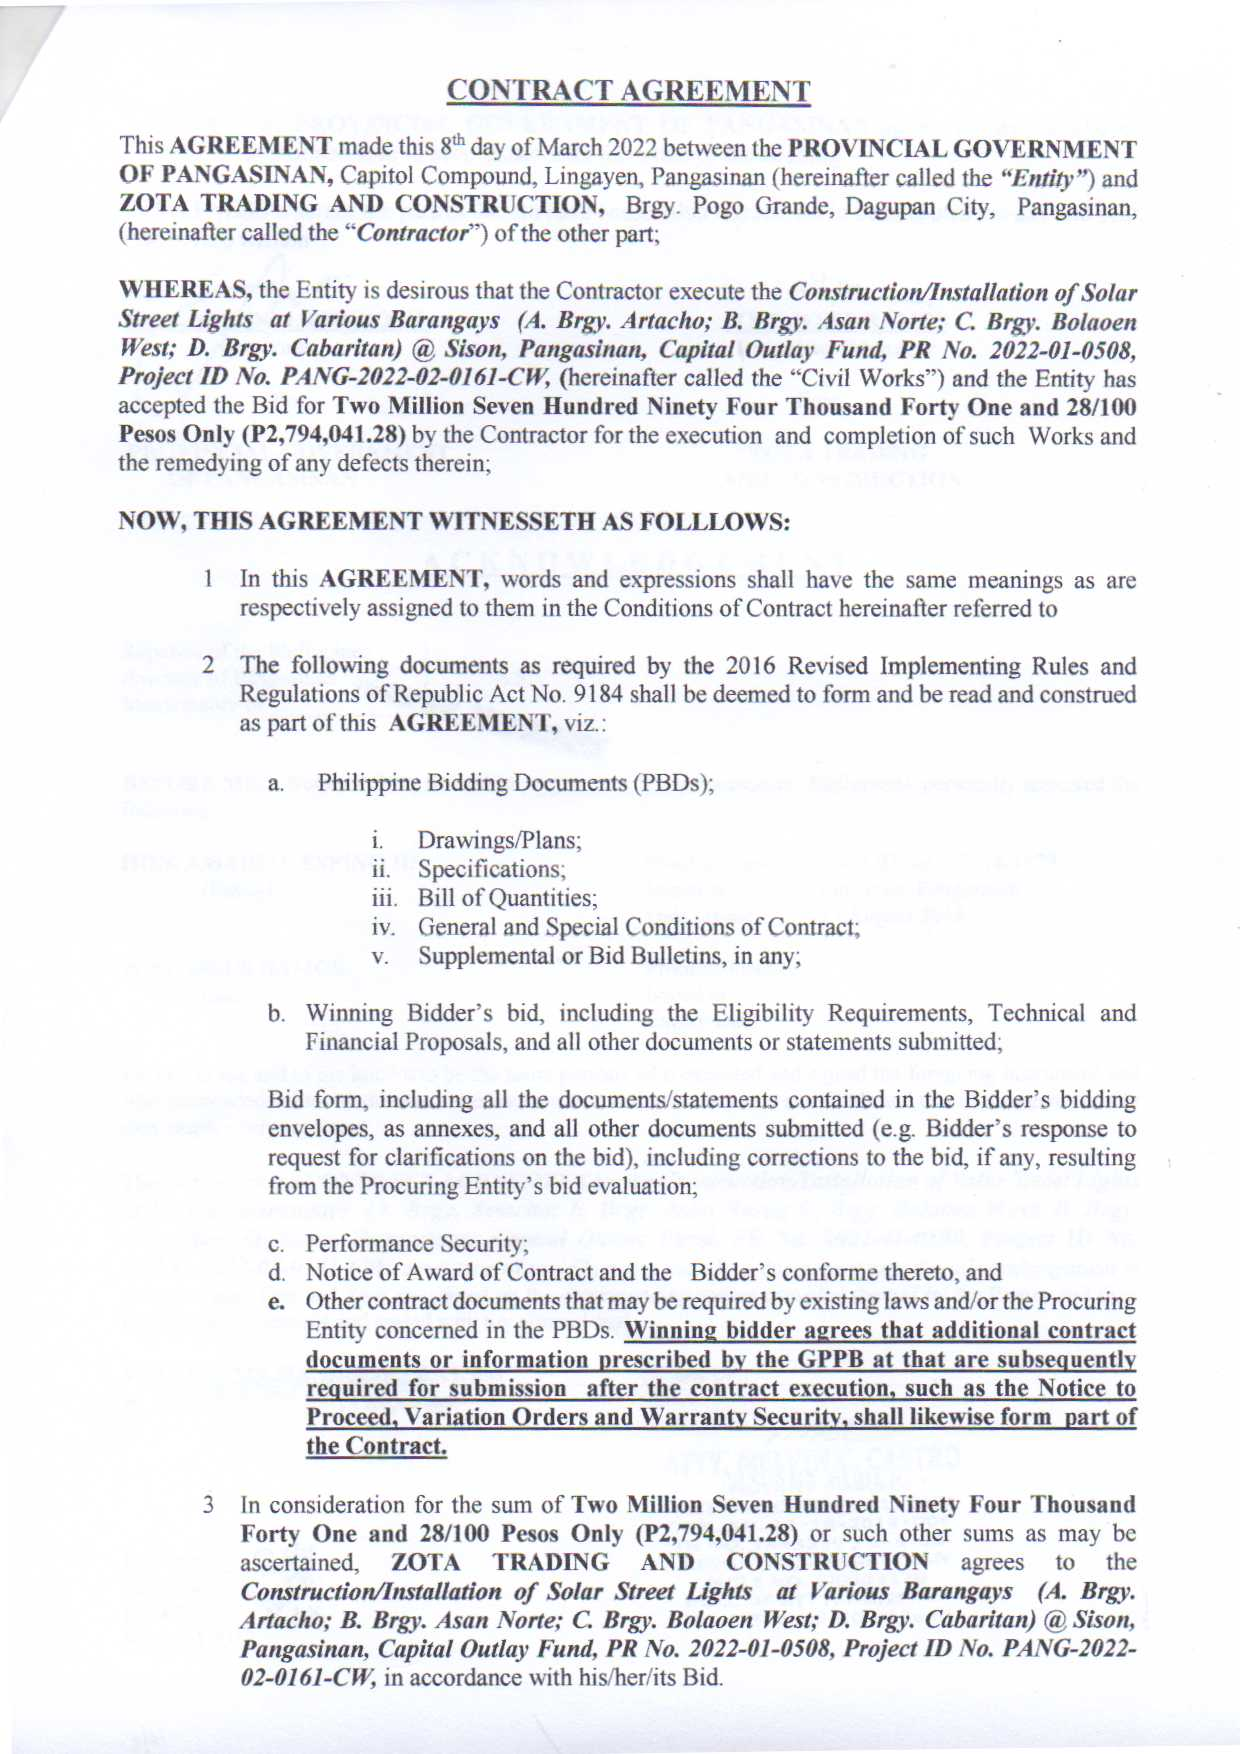 CONTRACT AGREEMENT
This AGREEMENT made this 8th day of March 2022 between the PROVINCIAL GOVERNMENT
OF PANGASINAN, Capitol Compound, Lingayen, Pangasinan (hereinafter called the “Entity”) and
ZOTA TRADING AND CONSTRUCTION, Brgy. Pogo Grande, Dagupan City, Pangasinan,
(hereinafter called the “Contractor”) of the other part;
WHEREAS, the Entity is desirous that the Contractor execute the Construction/Installation of Solar
Street Lights at Various Barangays (A. Brgy. Artacho; B. Brgy. Asan Norte; C. Brgy. Bolaoen
West; D. Brgy. Cabaritan) @ Sison, Pangasinan, Capital Outlay Fund, PR No. 2022-01-0508,
Project ID No. PANG-2022-02-0161-CW, (hereinafter called the “Civil Works”) and the Entity has
accepted the Bid for Two Million Seven Hundred Ninety Four Thousand Forty One and 28/100
Pesos Only (P2,794,041.28) by the Contractor for the execution and completion of such Works and
the remedying of any defects therein;
NOW, THIS AGREEMENT WITNESSETH AS FOLLLOWS:
1 In this AGREEMENT, words and expressions shall have the same meanings as are
respectively assigned to them in the Conditions of Contract hereinafter referred to
2 The following documents as required by the 2016 Revised Implementing Rules and
Regulations of Republic Act No. 9184 shall be deemed to form and be read and construed
as part of this AGREEMENT, viz.:
a. Philippine Bidding Documents (PBDs);
i. Drawings/Plans;
ii. Specifications;
iii. Bill of Quantities;
iv. General and Special Conditions of Contract;
v. Supplemental or Bid Bulletins, in any;
b. Winning Bidder’s bid, including the Eligibility Requirements, Technical and
Financial Proposals, and all other documents or statements submitted;
Bid form, including all the documents/statements contained in the Bidder’s bidding
envelopes, as annexes, and all other documents submitted (e.g. Bidder’s response to
request for clarifications on the bid), including corrections to the bid, if any, resulting
from the Procuring Entity’s bid evaluation;
c. Performance Security;
d. Notice of Award of Contract and the Bidder’s conforme thereto, and
e. Other contract documents that may be required by existing laws and/or the Procuring
Entity concerned in the PBDs. Winning bidder agrees that additional contract
documents or information prescribed by the GPPB at that are subsequently
required for submission after the contract execution, such as the Notice to
Proceed, Variation Orders and Warranty Security, shall likewise form part of
the Contract.
3 In consideration for the sum of Two Million Seven Hundred Ninety Four Thousand
Forty One and 28/100 Pesos Only (P2,794,041.28) or such other sums as may be
ascertained, ZOTA TRADING AND CONSTRUCTION agrees to the
Construction/Installation of Solar Street Lights at Various Barangays (A. Brgy.
Artacho; B. Brgy. Asan Norte; C. Brgy. Bolaoen West; D. Brgy. Cabaritan) @ Sison,
Pangasinan, Capital Outlay Fund, PR No. 2022-01-0508, Project ID No. PANG-2022-
02-0161-CW, in accordance with his/her/its Bid.